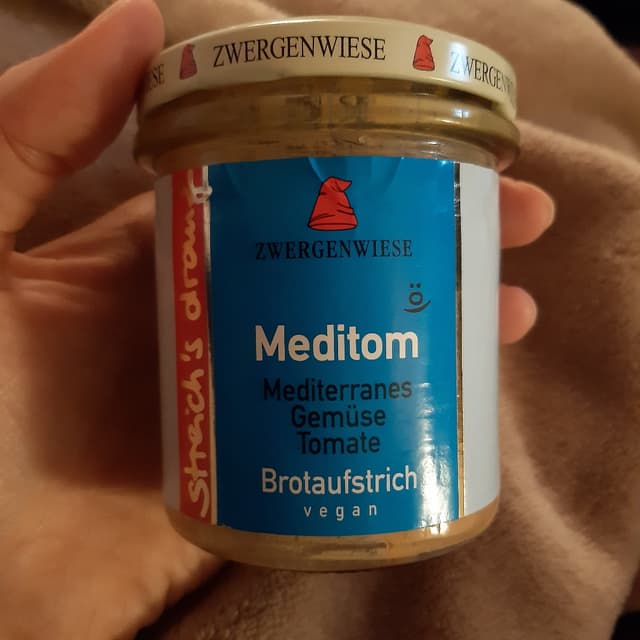 ZWERGENWIESE
ZWERGENWIESE
Meditom
Mediterranes
Gemüse
Tomate
Brotaufstrich
vegan
streich's drauf